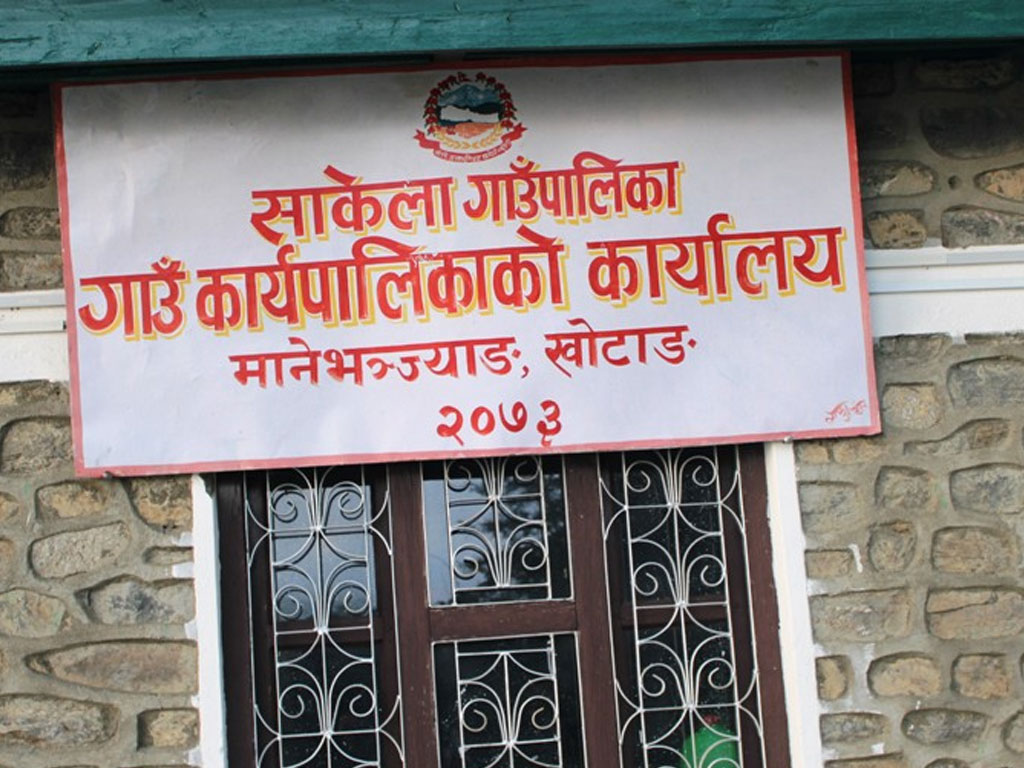 साकेला गाउँपालिका
गाउँ कार्यपालिकाको कार्यालय
मानेभञ्ज्याङ, खोटाङ
२०७३